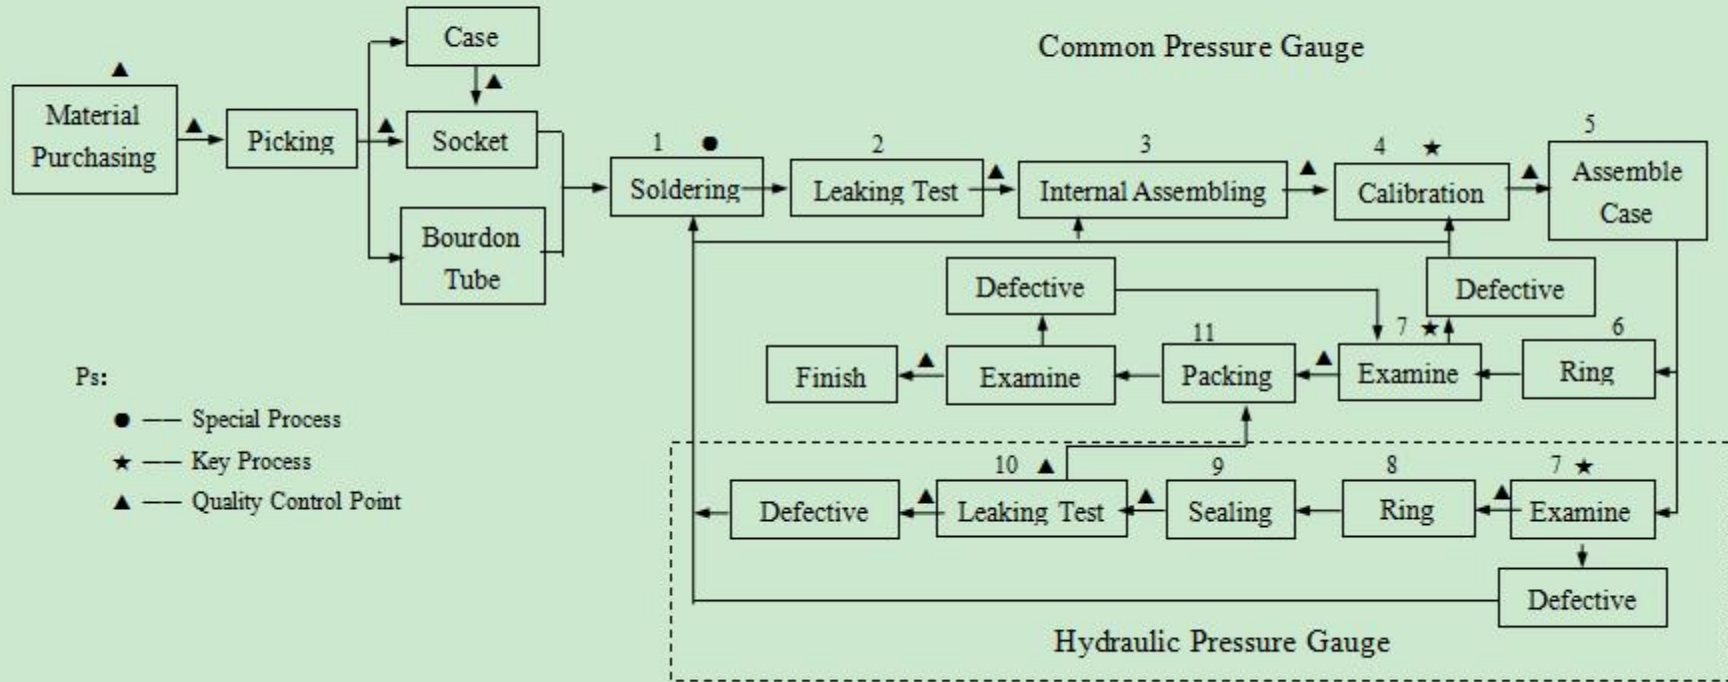 Case
Common Pressure Gauge
▲
Material
Purchasing
▲
Picking
▲
▲
Socket
Bourdon
Tube
1 ●
Soldering
2
Leaking Test
▲
3
Internal Assembling
▲
4 ★
Calibration
▲
5
Assemble
Case
Defective
Defective
Finish
▲
Examine
11
Packing
▲
7 ★
Examine
6
Ring
Ps:
● —— Special Process
★ —— Key Process
▲ —— Quality Control Point
Defective
▲
10 ▲
Leaking Test
▲
9
Sealing
8
Ring
▲
7 ★
Examine
Defective
Hydraulic Pressure Gauge